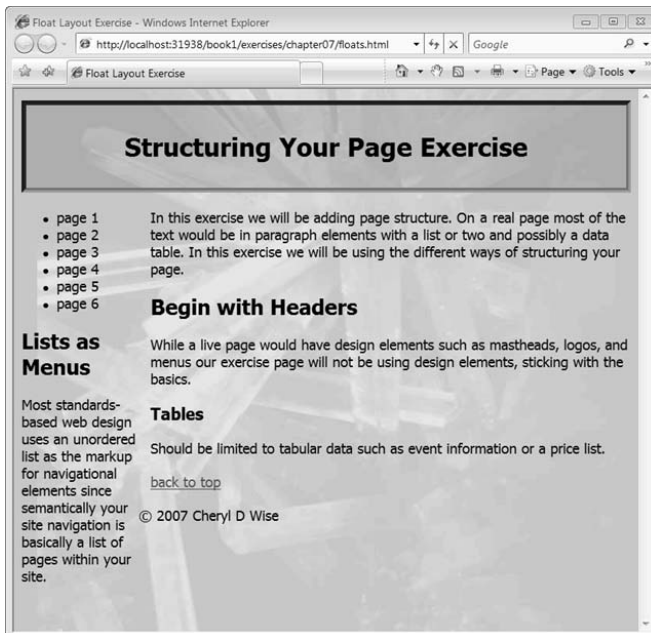 Float Layout Exercise - Windows Internet Explorer
http://localhost:31938/book1/exercises/chapter07/floats.html
Google
Float Layout Exercise
Page
Tools
Structuring Your Page Exercise
page 1
page 2
page 3
page 4
page 5
page 6
Lists as
Menus
Most standards-
based web design
uses an unordered
list as the markup
for navigational
elements since
semantically your
site navigation is
basically a list of
pages within your
site.
In this exercise we will be adding page structure. On a real page most of the
text would be in paragraph elements with a list or two and possibly a data
table. In this exercise we will be using the different ways of structuring your
page.
Begin with Headers
While a live page would have design elements such as mastheads, logos, and
menus our exercise page will not be using design elements, sticking with the
basics.
Tables
Should be limited to tabular data such as event information or a price list.
back to top
© 2007 Cheryl D Wise